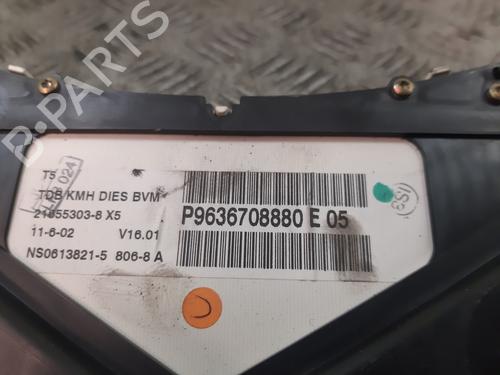 B-PARTS
T5
024
TDB KMH DIES BVM
21655303-8 X5
P9636708880 E 05
11-6-02 V16.01
NS0613821-5 806-8 A